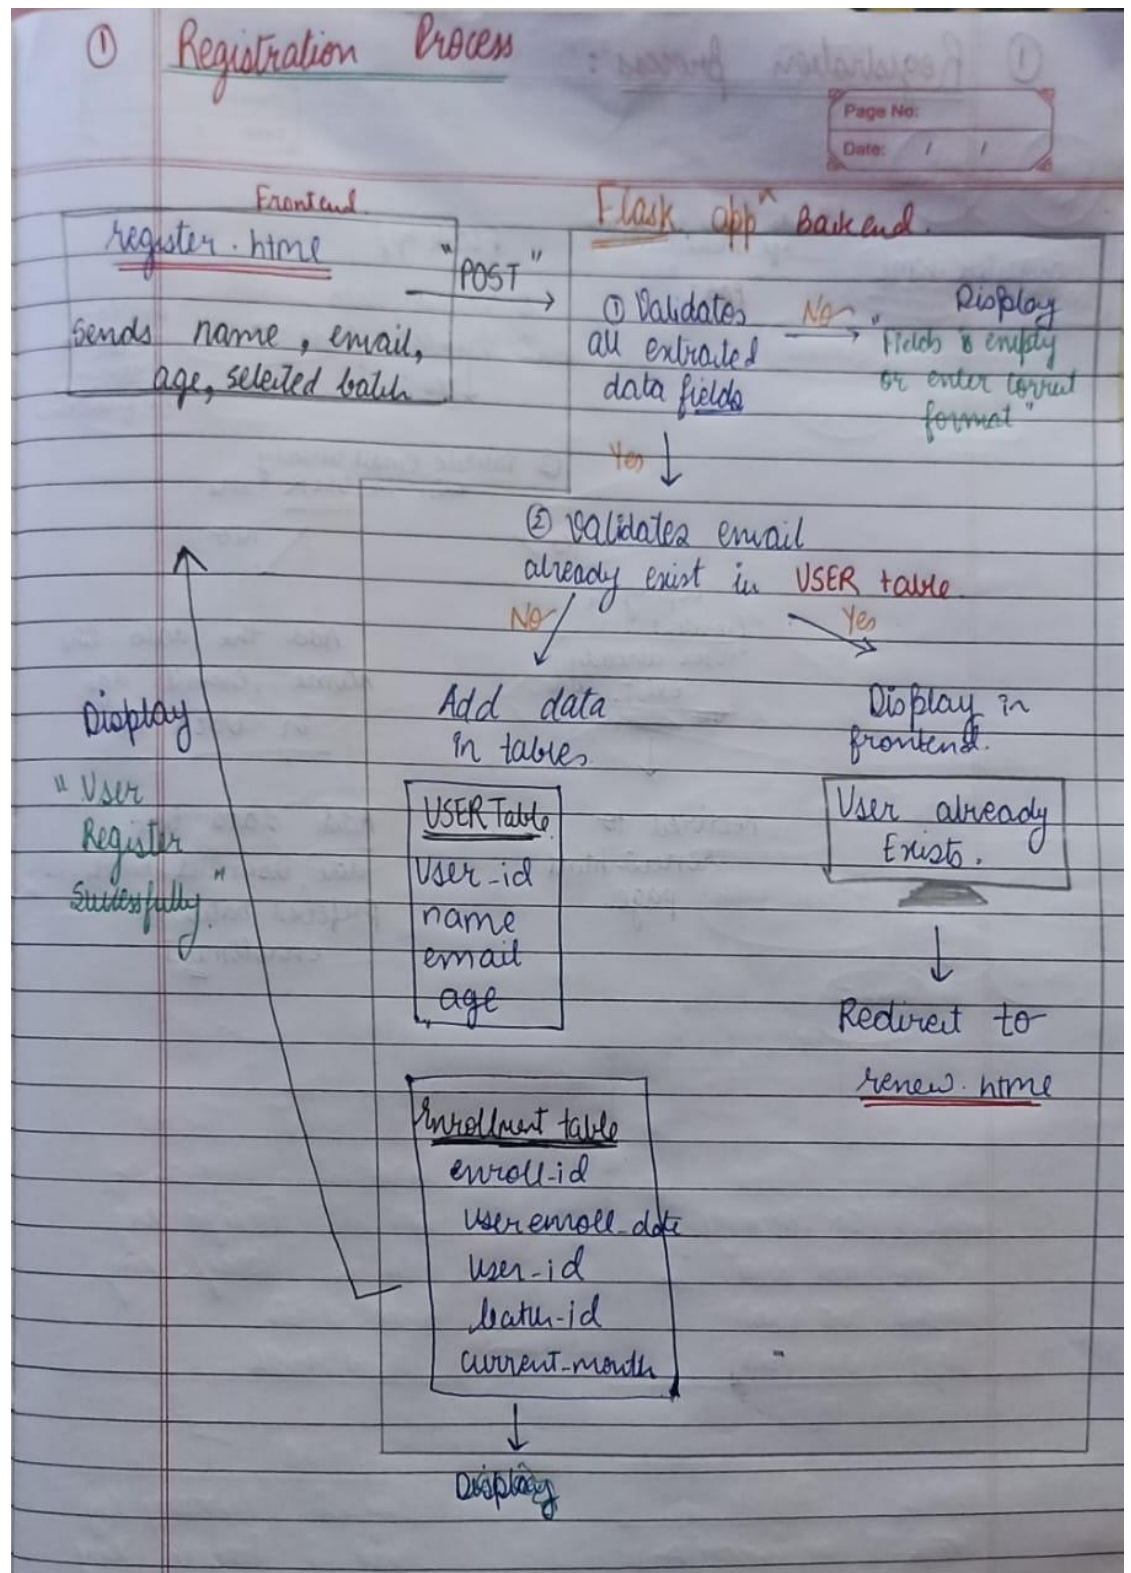 ① Registration Process
Page No:
Date: / /
Frontend
register.html
"POST"
Sends name, email,
age, selected batch
Flask app" Backend
① Validates
all extracted
data fields
No
Display
"Fields is empty
or enter correct
format"
Yes
② Validates email
already exist in USER table
No
Yes
Add data
in tables
Display in
frontend.
USER Table
User_id
name
email
age
User already
Exists.
Redirect to
renew.html
Enrollment table
enroll-id
user enroll_date
user-id
batch-id
current-month
Display
"User
Register
Successfully."
Display